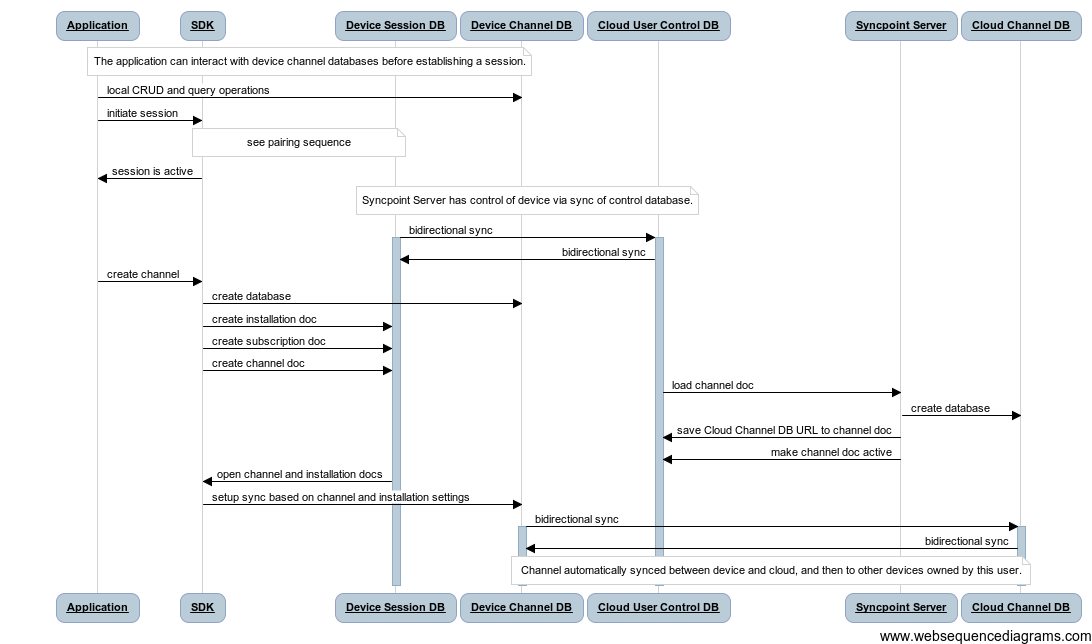 Application SDK Device Session DB Device Channel DB Cloud User Control DB Syncpoint Server Cloud Channel DB
The application can interact with device channel databases before establishing a session.
local CRUD and query operations
initiate session
see pairing sequence
session is active
Syncpoint Server has control of device via sync of control database.
bidirectional sync
bidirectional sync
create channel
create database
create installation doc
create subscription doc
create channel doc
load channel doc
create database
save Cloud Channel DB URL to channel doc
make channel doc active
open channel and installation docs
setup sync based on channel and installation settings
bidirectional sync
bidirectional sync
Channel automatically synced between device and cloud, and then to other devices owned by this user.
Application SDK Device Session DB Device Channel DB Cloud User Control DB Syncpoint Server Cloud Channel DB
www.websequencediagrams.com